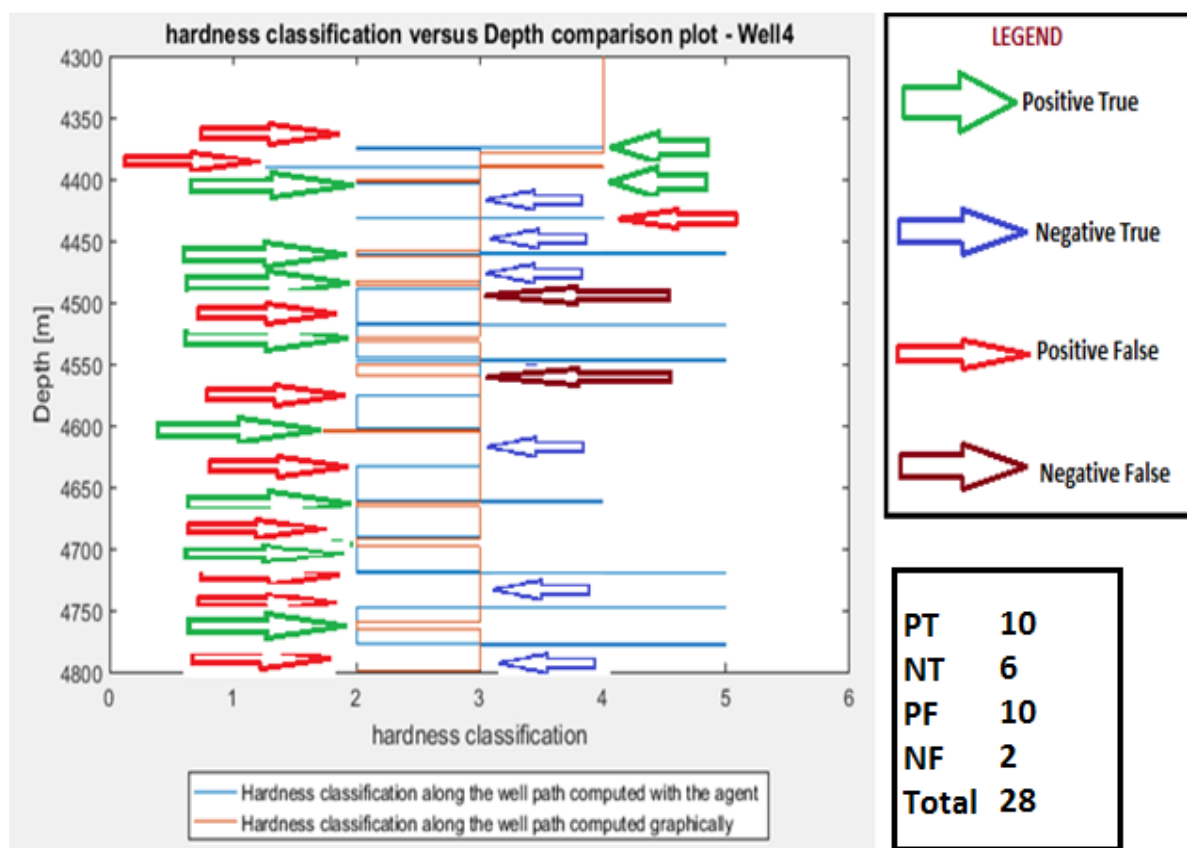 hardness classification versus Depth comparison plot - Well4
4300
4350
4400
4450
4500
4550
4600
4650
4700
4750
4800
Depth [m]
0 1 2 3 4 5 6
hardness classification
Hardness classification along the well path computed with the agent
Hardness classification along the well path computed graphically
LEGEND
Positive True
Negative True
Positive False
Negative False
PT 10
NT 6
PF 10
NF 2
Total 28